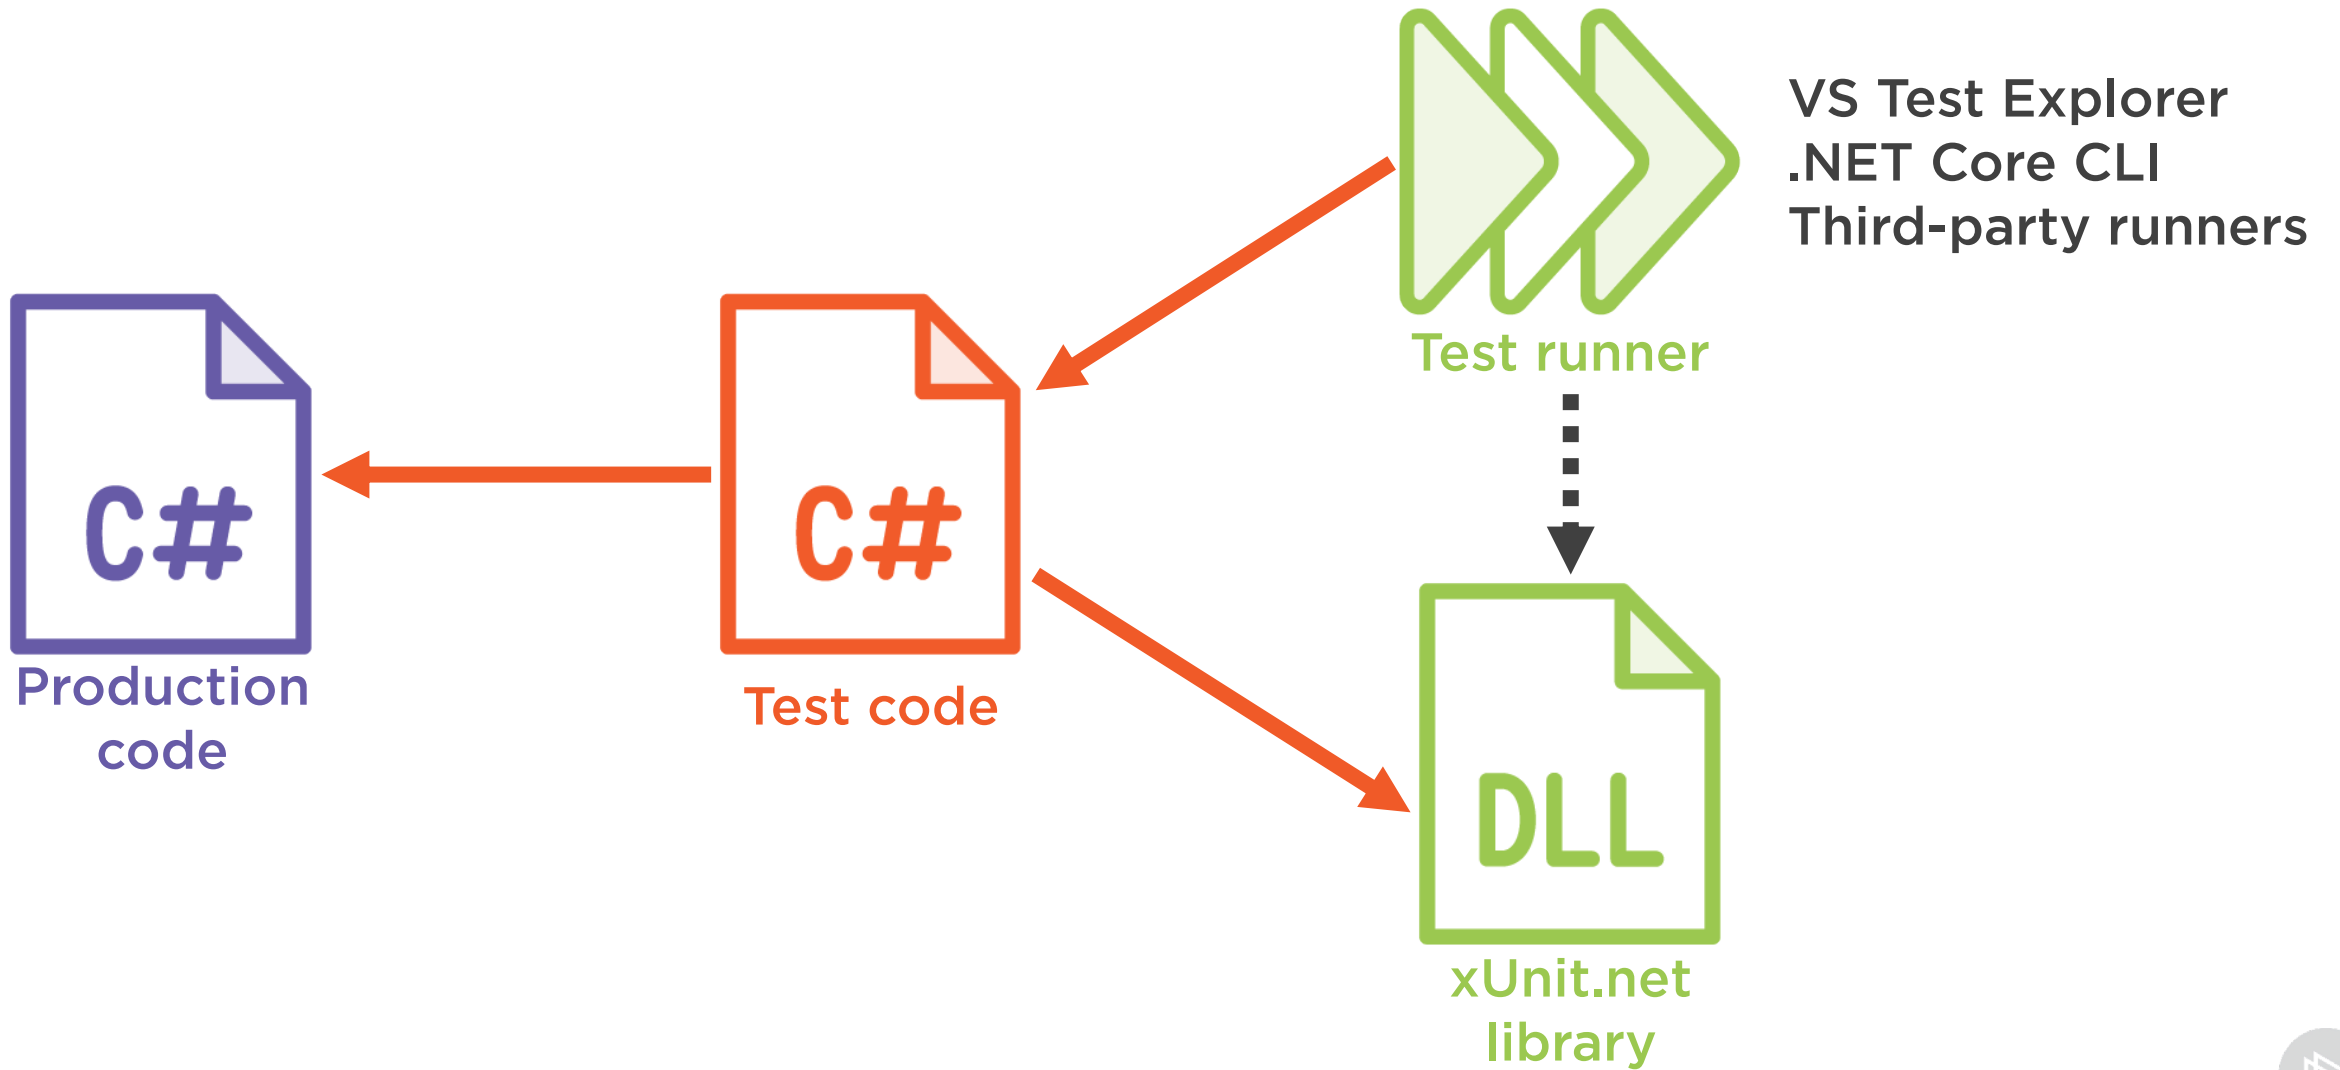 VS Test Explorer
.NET Core CLI
Third-party runners
Test runner
C#
Production
code
C#
Test code
DLL
xUnit.net
library